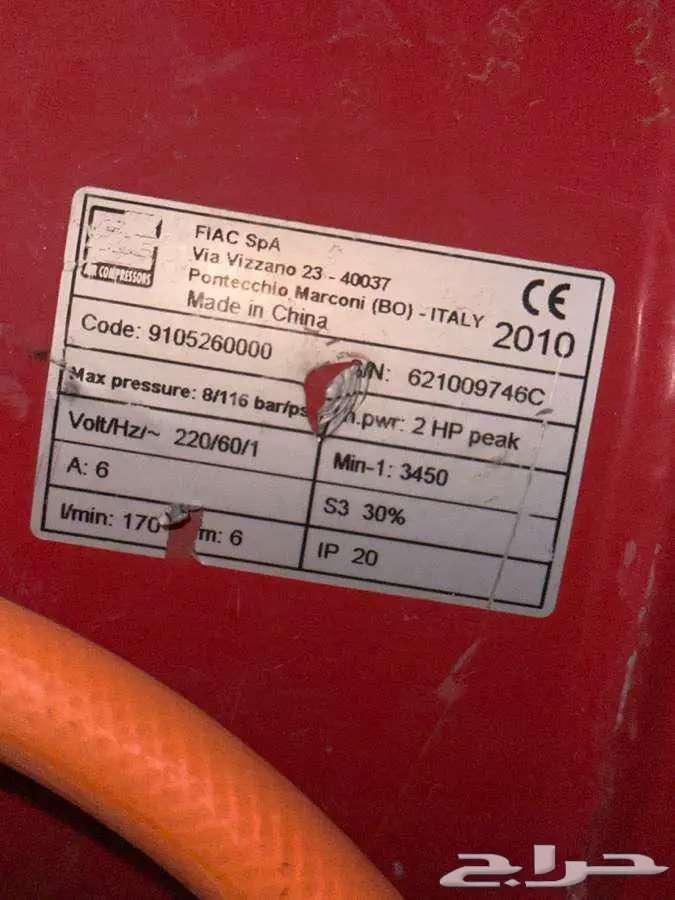 AIR COMPRESSORS
FIAC SpA
Via Vizzano 23 - 40037
Pontecchio Marconi (BO) - ITALY
Made in China
CE
2010
Code: 9105260000
/N: 621009746C
Max pressure: 8/116 bar/ps
.pwr: 2 HP peak
Volt/Hz/~ 220/60/1
Min-1: 3450
A: 6
S3 30%
l/min: 170 m: 6
IP 20
حراج